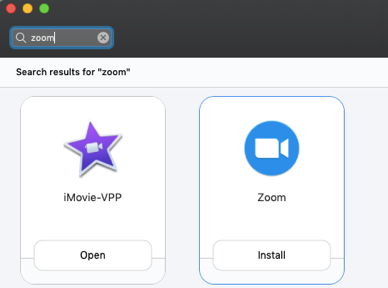 zoom
Search results for "zoom"
iMovie-VPP
Zoom
Open
Install